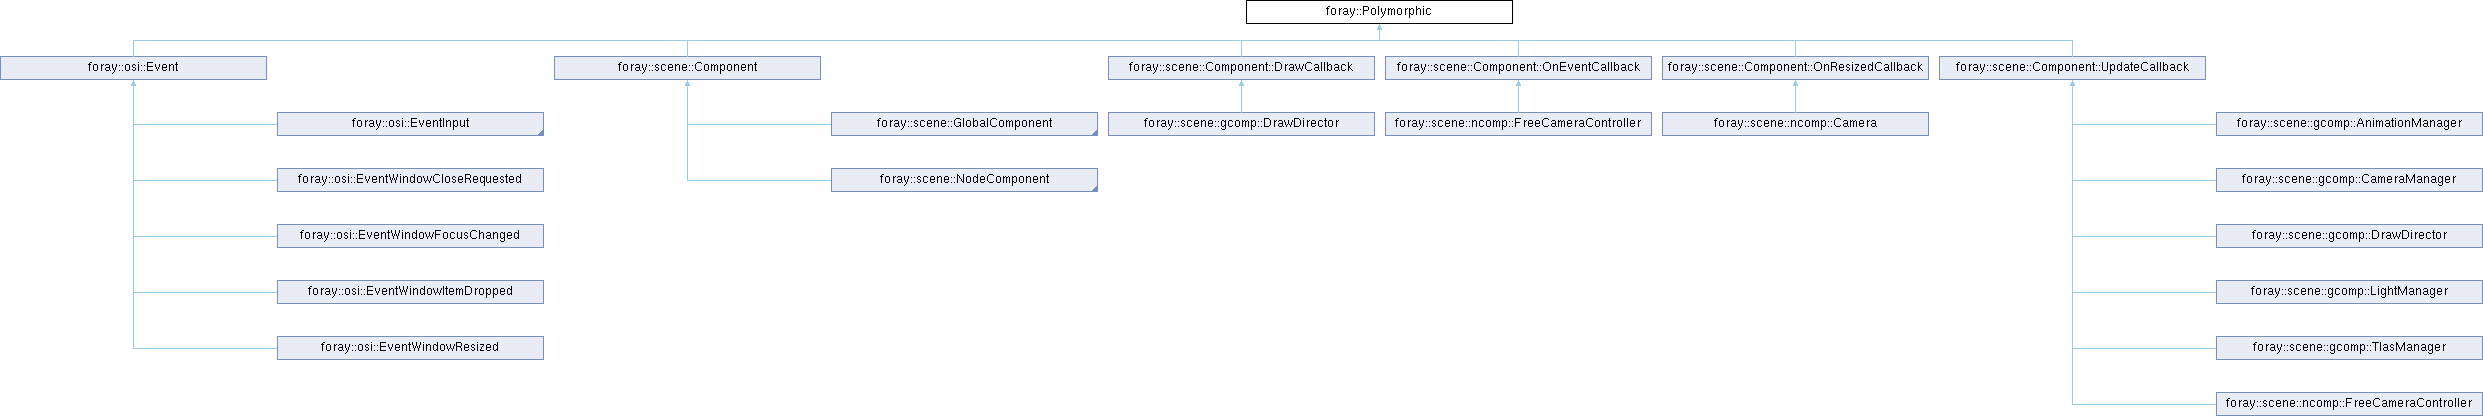 foray::Polymorphic
foray::osi::Event
foray::scene::Component
foray::scene::Component::DrawCallback
foray::scene::Component::OnEventCallback
foray::scene::Component::OnResizedCallback
foray::scene::Component::UpdateCallback
foray::osi::EventInput
foray::scene::GlobalComponent
foray::scene::gcomp::DrawDirector
foray::scene::ncomp::FreeCameraController
foray::scene::ncomp::Camera
foray::scene::gcomp::AnimationManager
foray::osi::EventWindowCloseRequested
foray::scene::NodeComponent
foray::scene::gcomp::CameraManager
foray::osi::EventWindowFocusChanged
foray::scene::gcomp::DrawDirector
foray::osi::EventWindowItemDropped
foray::scene::gcomp::LightManager
foray::osi::EventWindowResized
foray::scene::gcomp::TlasManager
foray::scene::ncomp::FreeCameraController